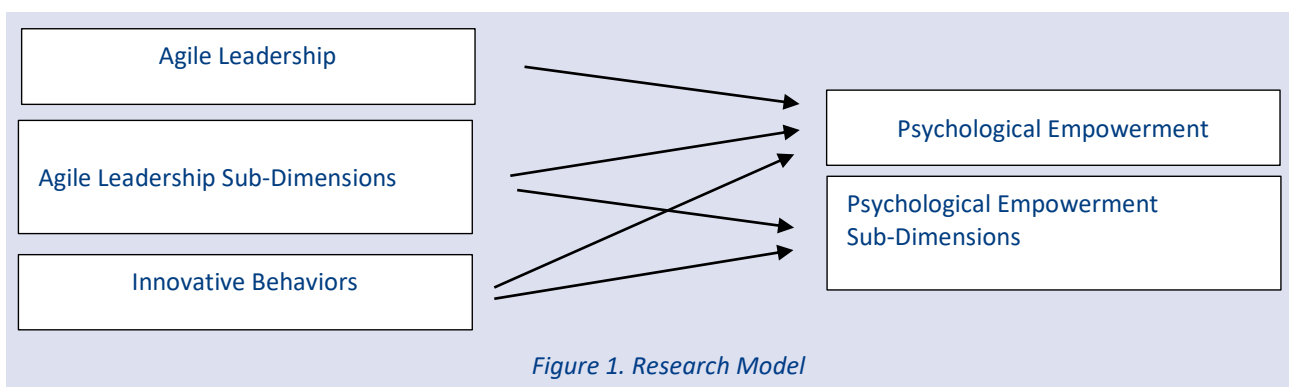 Agile Leadership
Agile Leadership Sub-Dimensions
Innovative Behaviors
Psychological Empowerment
Psychological Empowerment
Sub-Dimensions
Figure 1. Research Model